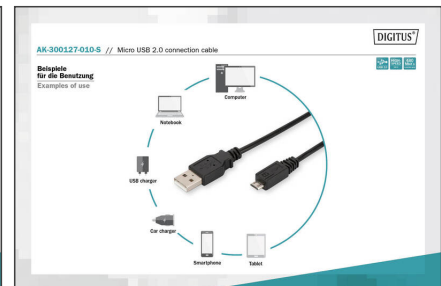 DIGITUS®
AK-300127-010-S // Micro USB 2.0 connection cable
Beispiele
für die Benutzung
Examples of use
Computer
Notebook
USB charger
Car charger
Smartphone
Tablet